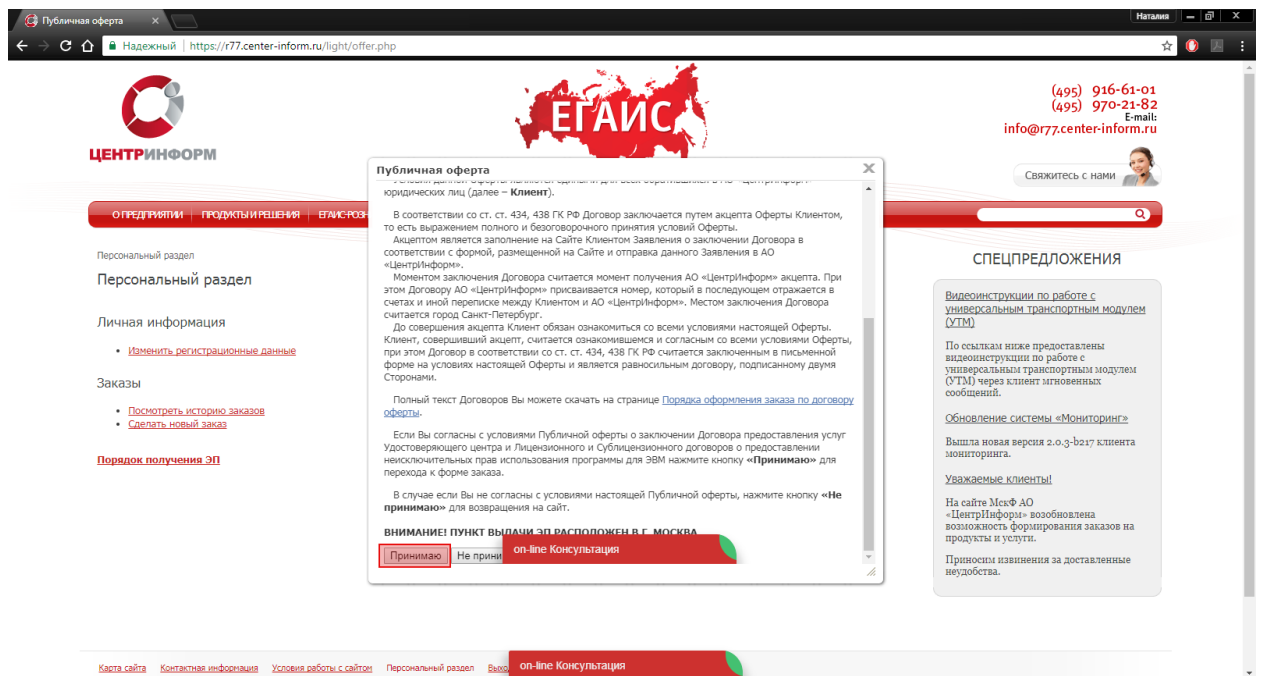 Публичная оферта
Наталия
Надежный | https://r77.center-inform.ru/light/offer.php
ЦЕНТРИНФОРМ
ЕГАИС
(495) 916-61-01
(495) 970-21-82
E-mail:
info@r77.center-inform.ru
Свяжитесь с нами
О ПРЕДПРИЯТИИ ПРОДУКТЫ И РЕШЕНИЯ
Персональный раздел
Персональный раздел
Личная информация
Изменить регистрационные данные
Заказы
Посмотреть историю заказов
Сделать новый заказ
Порядок получения ЭП
Публичная оферта
юридических лиц (далее – Клиент).
В соответствии со ст. ст. 434, 438 ГК РФ Договор заключается путем акцепта Оферты Клиентом,
то есть выражением полного и безоговорочного принятия условий Оферты.
Акцептом является заполнение на Сайте Клиентом Заявления о заключении Договора в
соответствии с формой, размещенной на Сайте и отправка данного Заявления в АО
«ЦентрИнформ».
Моментом заключения Договора считается момент получения АО «ЦентрИнформ» акцепта. При
этом Договору АО «ЦентрИнформ» присваивается номер, который в последующем отражается в
счетах и иной переписке между Клиентом и АО «ЦентрИнформ». Местом заключения Договора
считается город Санкт-Петербург.
До совершения акцепта Клиент обязан ознакомиться со всеми условиями настоящей Оферты.
Клиент, совершивший акцепт, считается ознакомившемся и согласным со всеми условиями Оферты,
при этом Договор в соответствии со ст. ст. 434, 438 ГК РФ считается заключенным в письменной
форме на условиях настоящей Оферты и является равносильным договору, подписанному двумя
Сторонами.
Полный текст Договоров Вы можете скачать на странице Порядка оформления заказа по договору
оферты.
Если Вы согласны с условиями Публичной оферты о заключении Договора предоставления услуг
Удостоверяющего центра и Лицензионного и Сублицензионного договоров о предоставлении
неисключительных прав использования программы для ЭВМ нажмите кнопку «Принимаю» для
перехода к форме заказа.
В случае если Вы не согласны с условиями настоящей Публичной оферты, нажмите кнопку «Не
принимаю» для возвращения на сайт.
ВНИМАНИЕ! ПУНКТ ВЫДАЧИ ЭП РАСПОЛОЖЕН В Г. МОСКВА
Принимаю Не прини
on-line Консультация
СПЕЦПРЕДЛОЖЕНИЯ
Видеоинструкции по работе с
универсальным транспортным модулем
(УТМ)
По ссылкам ниже предоставлены
видеоинструкции по работе с
универсальным транспортным модулем
(УТМ) через клиент мгновенных
сообщений.
Обновление системы «Мониторинг»
Вышла новая версия 2.0.3-b217 клиента
мониторинга.
Уважаемые клиенты!
На сайте МскФ АО
«ЦентрИнформ» возобновлена
возможность формирования заказов на
продукты и услуги.
Приносим извинения за доставленные
неудобства.
Карта сайта Контактная информация Условия работы с сайтом Персональный раздел
on-line Консультация